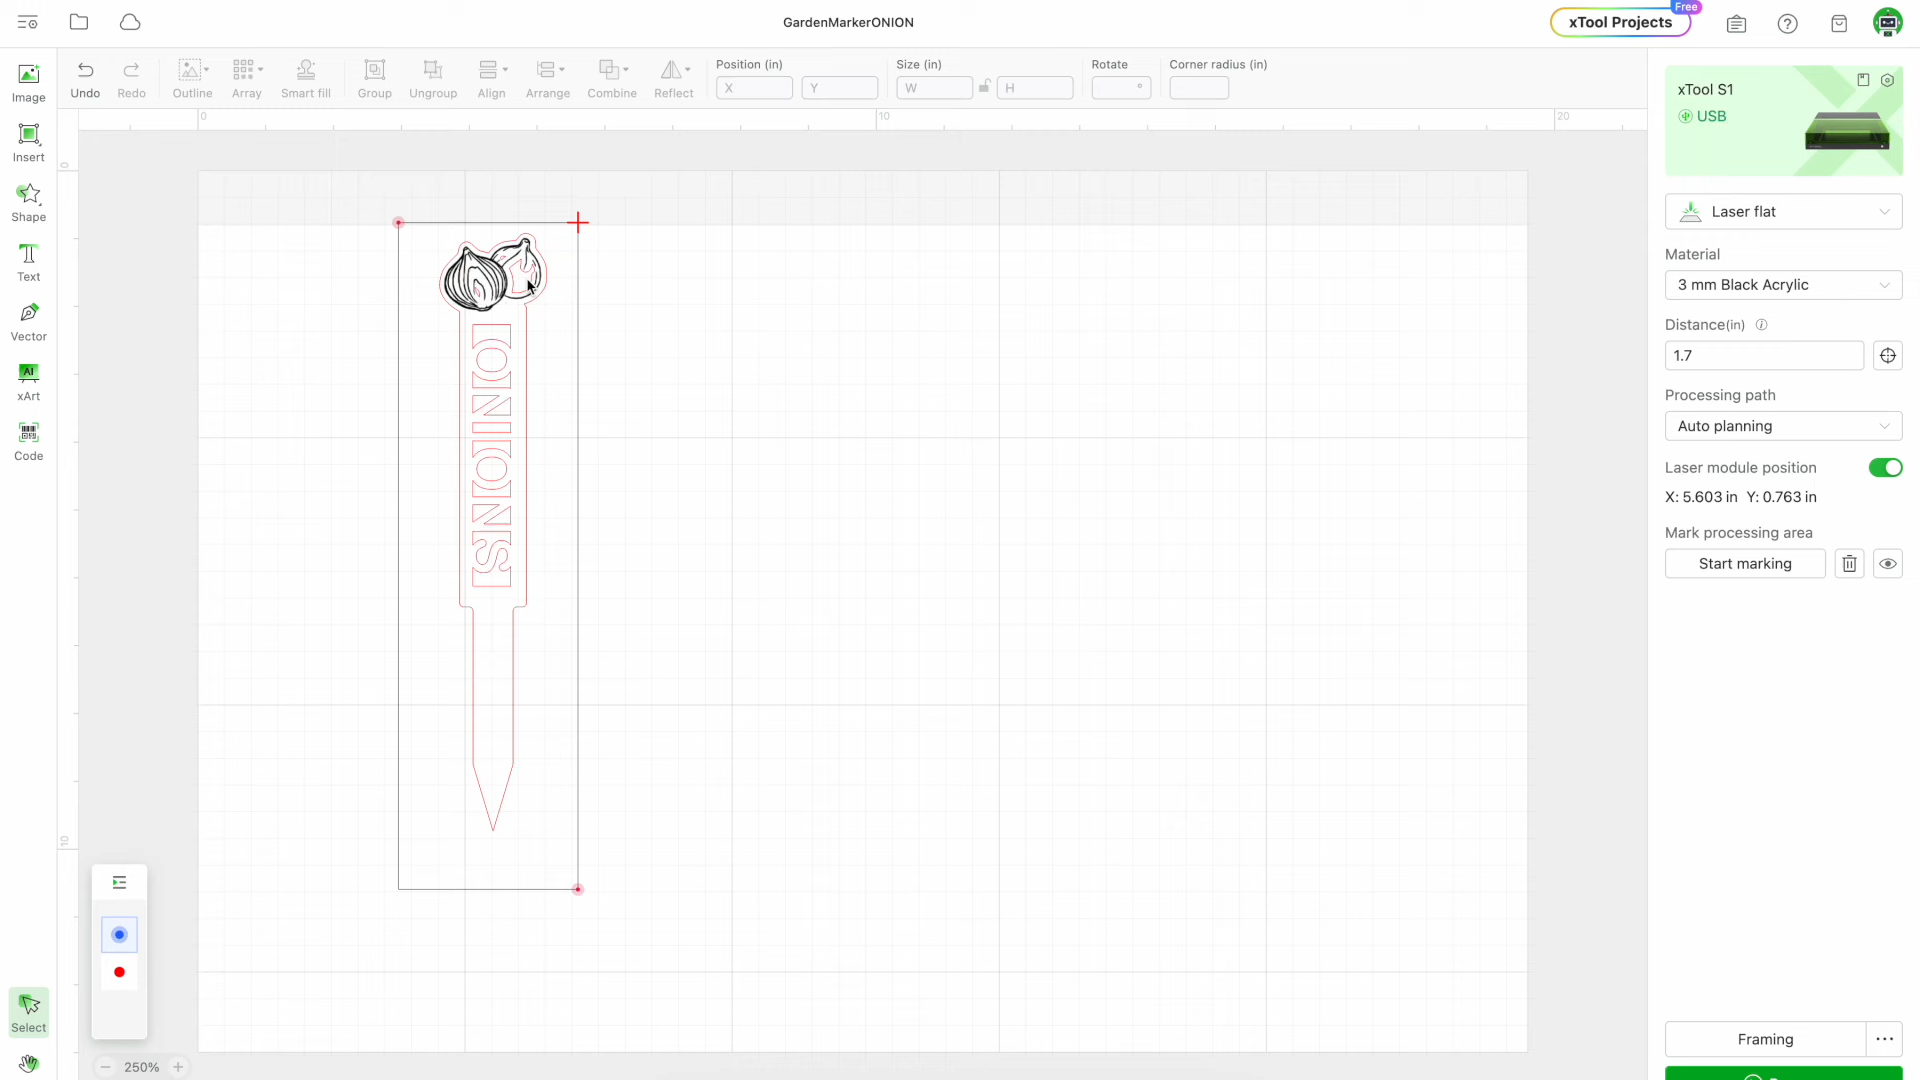 GardenMarkerONION
xTool Projects
Free
Image
Insert
Shape
Text
Vector
AI
xArt
Code
Select
Undo
Redo
Outline
Array
Smart fill
Group
Ungroup
Align
Arrange
Combine
Reflect
Position (in)
X
Y
Size (in)
W
H
Rotate
°
Corner radius (in)
0
10
20
0
10
ONIONS
250%
xTool S1
USB
Laser flat
Material
3 mm Black Acrylic
Distance(in)
1.7
Processing path
Auto planning
Laser module position
X: 5.603 in Y: 0.763 in
Mark processing area
Start marking
Framing